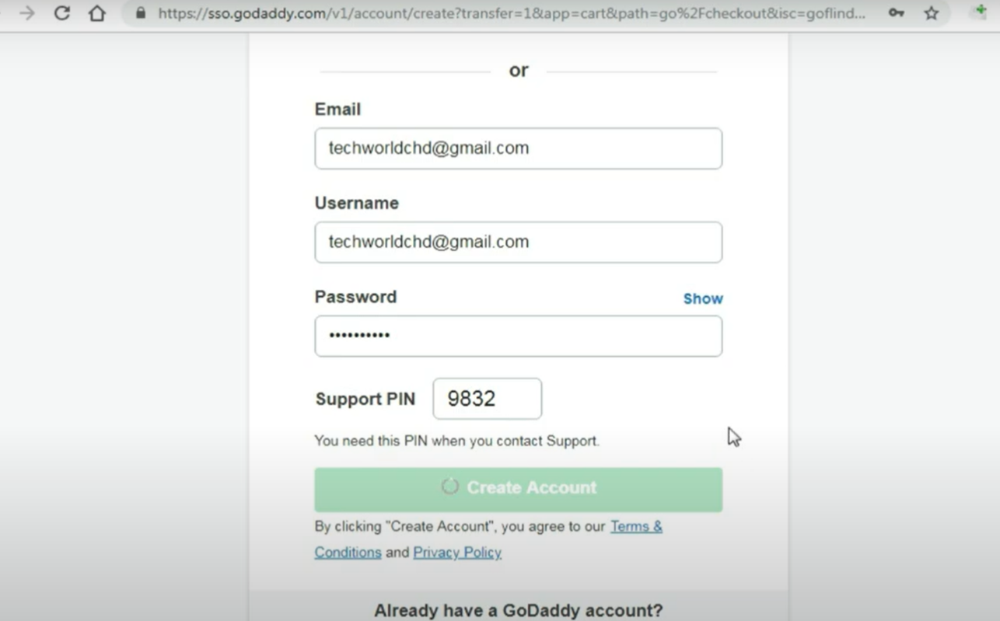 https://sso.godaddy.com/v1/account/create?transfer=1&app=cart&path=go%2Fcheckout&isc=goflind...
or
Email
techworldchd@gmail.com
Username
techworldchd@gmail.com
Password Show
••••••••••
Support PIN 9832
You need this PIN when you contact Support.
Create Account
By clicking "Create Account", you agree to our Terms &
Conditions and Privacy Policy
Already have a GoDaddy account?